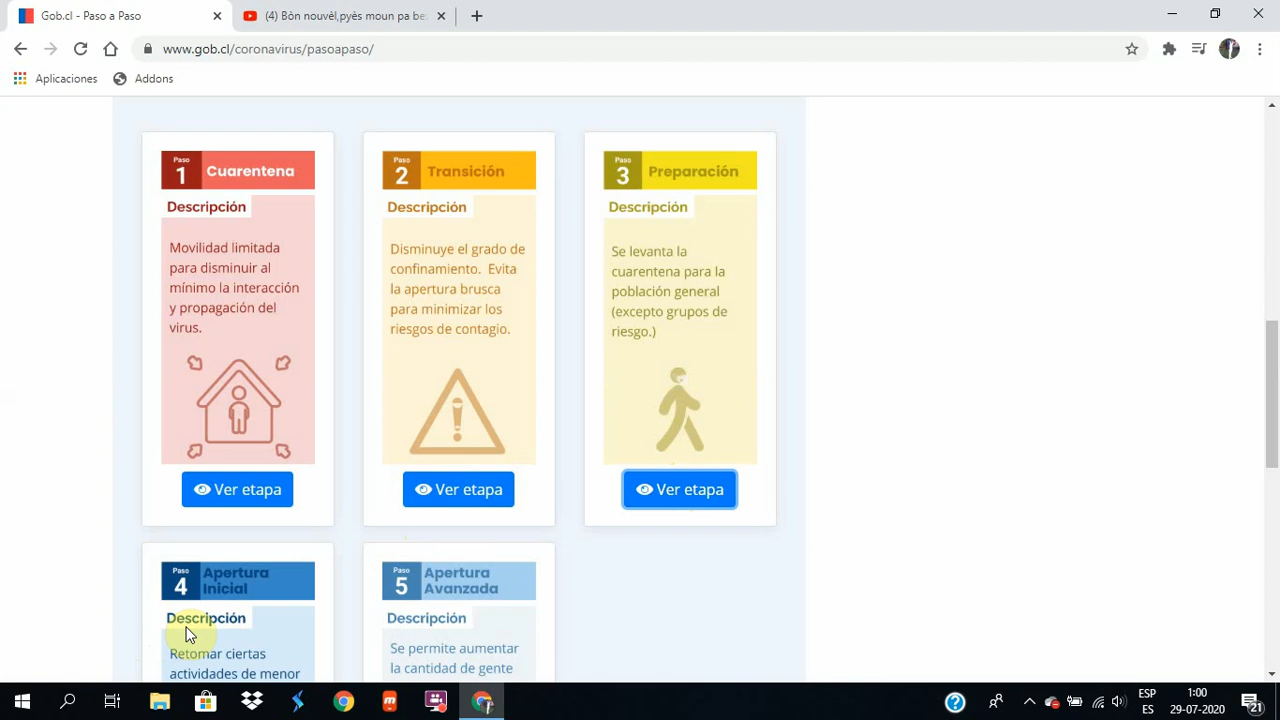 Gob.cl - Paso a Paso
(4) Bòn nouvèl,pyès moun pa be
www.gob.cl/coronavirus/pasoapaso/
Aplicaciones
Addons
Paso
1
Cuarentena
Descripción
Movilidad limitada
para disminuir al
mínimo la interacción
y propagación del
virus.
Ver etapa
Paso
2
Transición
Descripción
Disminuye el grado de
confinamiento. Evita
la apertura brusca
para minimizar los
riesgos de contagio.
Ver etapa
Paso
3
Preparación
Descripción
Se levanta la
cuarentena para la
población general
(excepto grupos de
riesgo.)
Ver etapa
Paso
4
Apertura
Inicial
Descripción
Retomar ciertas
actividades de menor
Paso
5
Apertura
Avanzada
Descripción
Se permite aumentar
la cantidad de gente
ESP
ES
1:00
29-07-2020
21